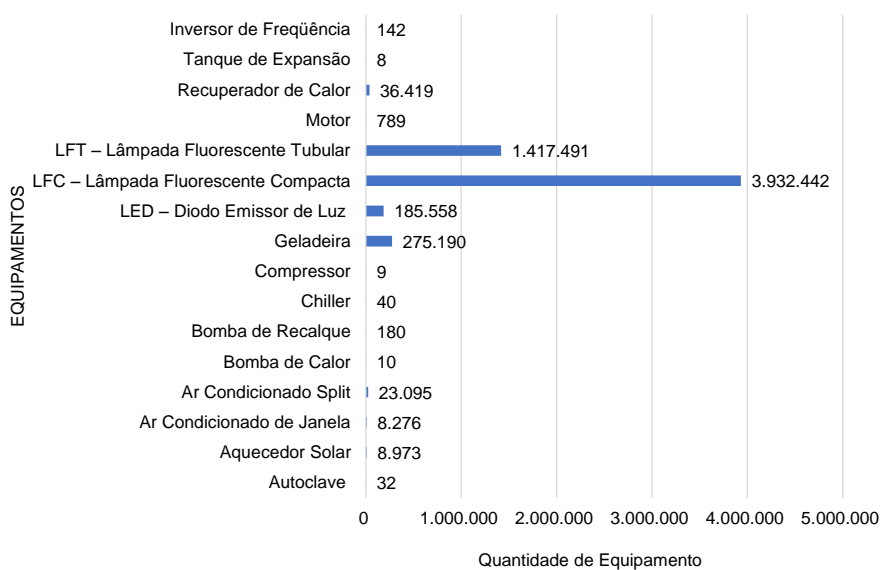 Inversor de Freqüência 142
Tanque de Expansão 8
Recuperador de Calor 36.419
Motor 789
LFT – Lâmpada Fluorescente Tubular 1.417.491
LFC – Lâmpada Fluorescente Compacta 3.932.442
LED – Diodo Emissor de Luz 185.558
Geladeira 275.190
Compressor 9
Chiller 40
Bomba de Recalque 180
Bomba de Calor 10
Ar Condicionado Split 23.095
Ar Condicionado de Janela 8.276
Aquecedor Solar 8.973
Autoclave 32
EQUIPAMENTOS
0 1.000.000 2.000.000 3.000.000 4.000.000 5.000.000
Quantidade de Equipamento